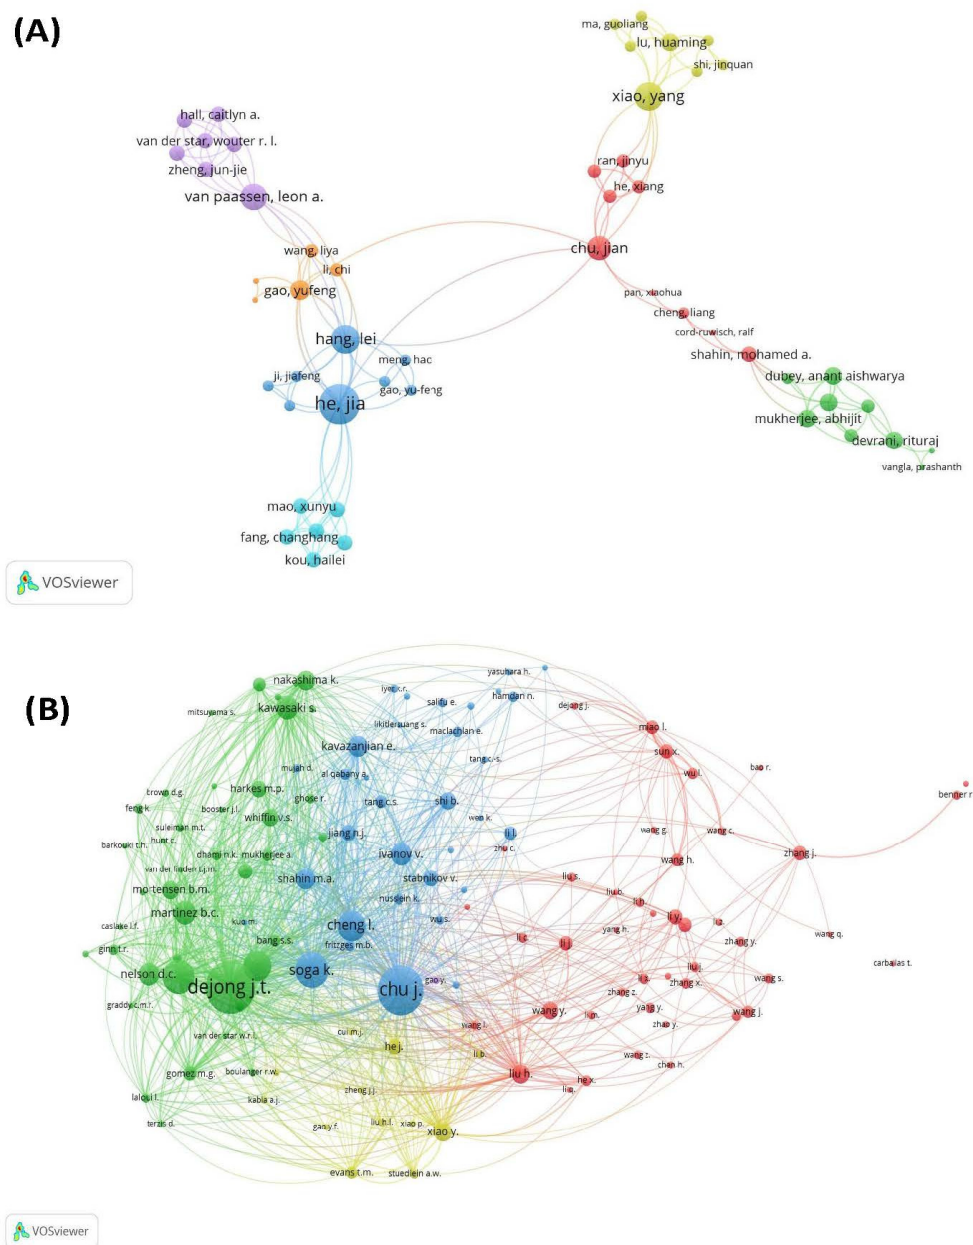 (A)
ma, guoliang
lu, huaming
shi, jinquan
xiao, yang
hall, caitlyn a.
van der star, wouter r. l.
zheng, jun-jie
van paassen, leon a.
ran, jinyu
he, xiang
wang, liya
li, chi
gao, yufeng
chu, jian
pan, xiaohua
cheng, liang
cord-ruwisch, ralf
shahin, mohamed a.
hang, lei
meng, hao
ji, jiafeng
gao, yu-feng
he, jia
dubey, anant aishwarya
mukherjee, abhijit
devrani, rituraj
vangla, prashanth
mao, xunyu
fang, changhang
kou, hailei
VOSviewer
(B)
nakashima k.
mitsuyama s.
kawasaki s.
iyer c.r.
salifu e.
yasuhara h.
hamdan n.
dejong j.
likitlersuang s.
maclachlan e.
miao l.
kavazanjian e.
tang c.-s.
sun x.
mujah d.
al qabany a.
wu l.
bao r.
benner r
brown d.g.
harkes m.p.
ghose r.
tang c.s.
shi b.
feng k.
booster j.l.
whiffin v.s.
wen k.
suleiman m.t.
jiang n.j.
li l.
wang g.
wang c.
barkouki t.h.
hunt c.
zhu c.
dhami n.k.
mukherjee a.
ivanov v.
zhang j.
wang h.
van der linden t.j.m.
shahin m.a.
stabnikov v.
liu s.
mortensen b.m.
nussein k.
liu b.
li h.
martinez b.c.
kuo m.
cheng l.
wu s.
li y.
li z.
caslake l.f.
yang h.
wang q.
ginn t.r.
bang s.s.
fritzges m.b.
li c.
li j.
zhang y.
carballas t.
nelson d.c.
soga k.
liu j.
dejong j.t.
chu j.
gao y.
li z.
zhang x.
wang s.
zhang z.
graddy c.m.r.
wang y.
li m.
yang y.
wang j.
van der star w.r.l.
cui m.j.
wang l.
zhao y.
he j.
li b.
wang z.
chen h.
gomez m.g.
boulanger r.w.
liu h.
he x.
li q.
lalosi l.
kabla a.j.
zheng j.j.
terzis d.
gao y.f.
liu h.l.
xiao p.
xiao y.
evans t.m.
stuedlein a.w.
VOSviewer